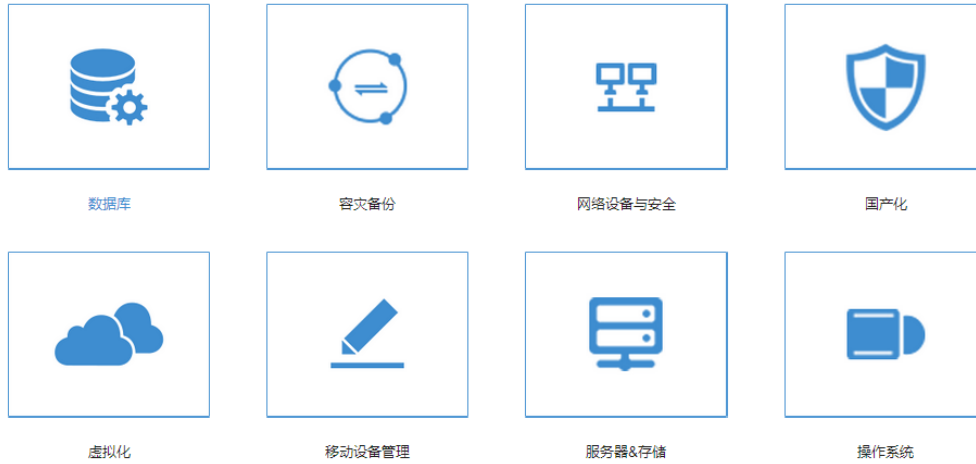 数据库
容灾备份
网络设备与安全
国产化
虚拟化
移动设备管理
服务器&存储
操作系统